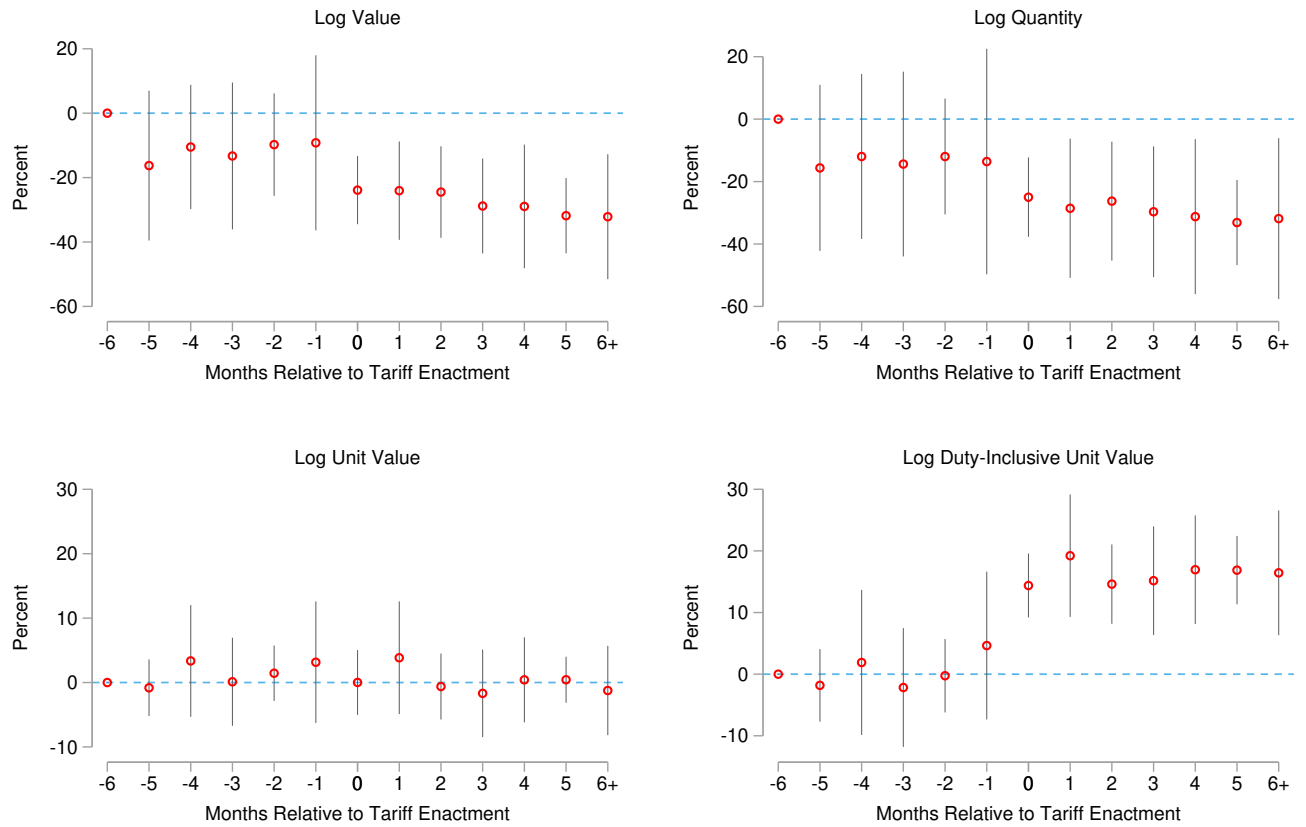 Log Value
20
0
-20
-40
-60
Percent
-6 -5 -4 -3 -2 -1 0 1 2 3 4 5 6+
Months Relative to Tariff Enactment
Log Quantity
20
0
-20
-40
-60
Percent
-6 -5 -4 -3 -2 -1 0 1 2 3 4 5 6+
Months Relative to Tariff Enactment
Log Unit Value
30
20
10
0
-10
Percent
-6 -5 -4 -3 -2 -1 0 1 2 3 4 5 6+
Months Relative to Tariff Enactment
Log Duty-Inclusive Unit Value
30
20
10
0
-10
Percent
-6 -5 -4 -3 -2 -1 0 1 2 3 4 5 6+
Months Relative to Tariff Enactment